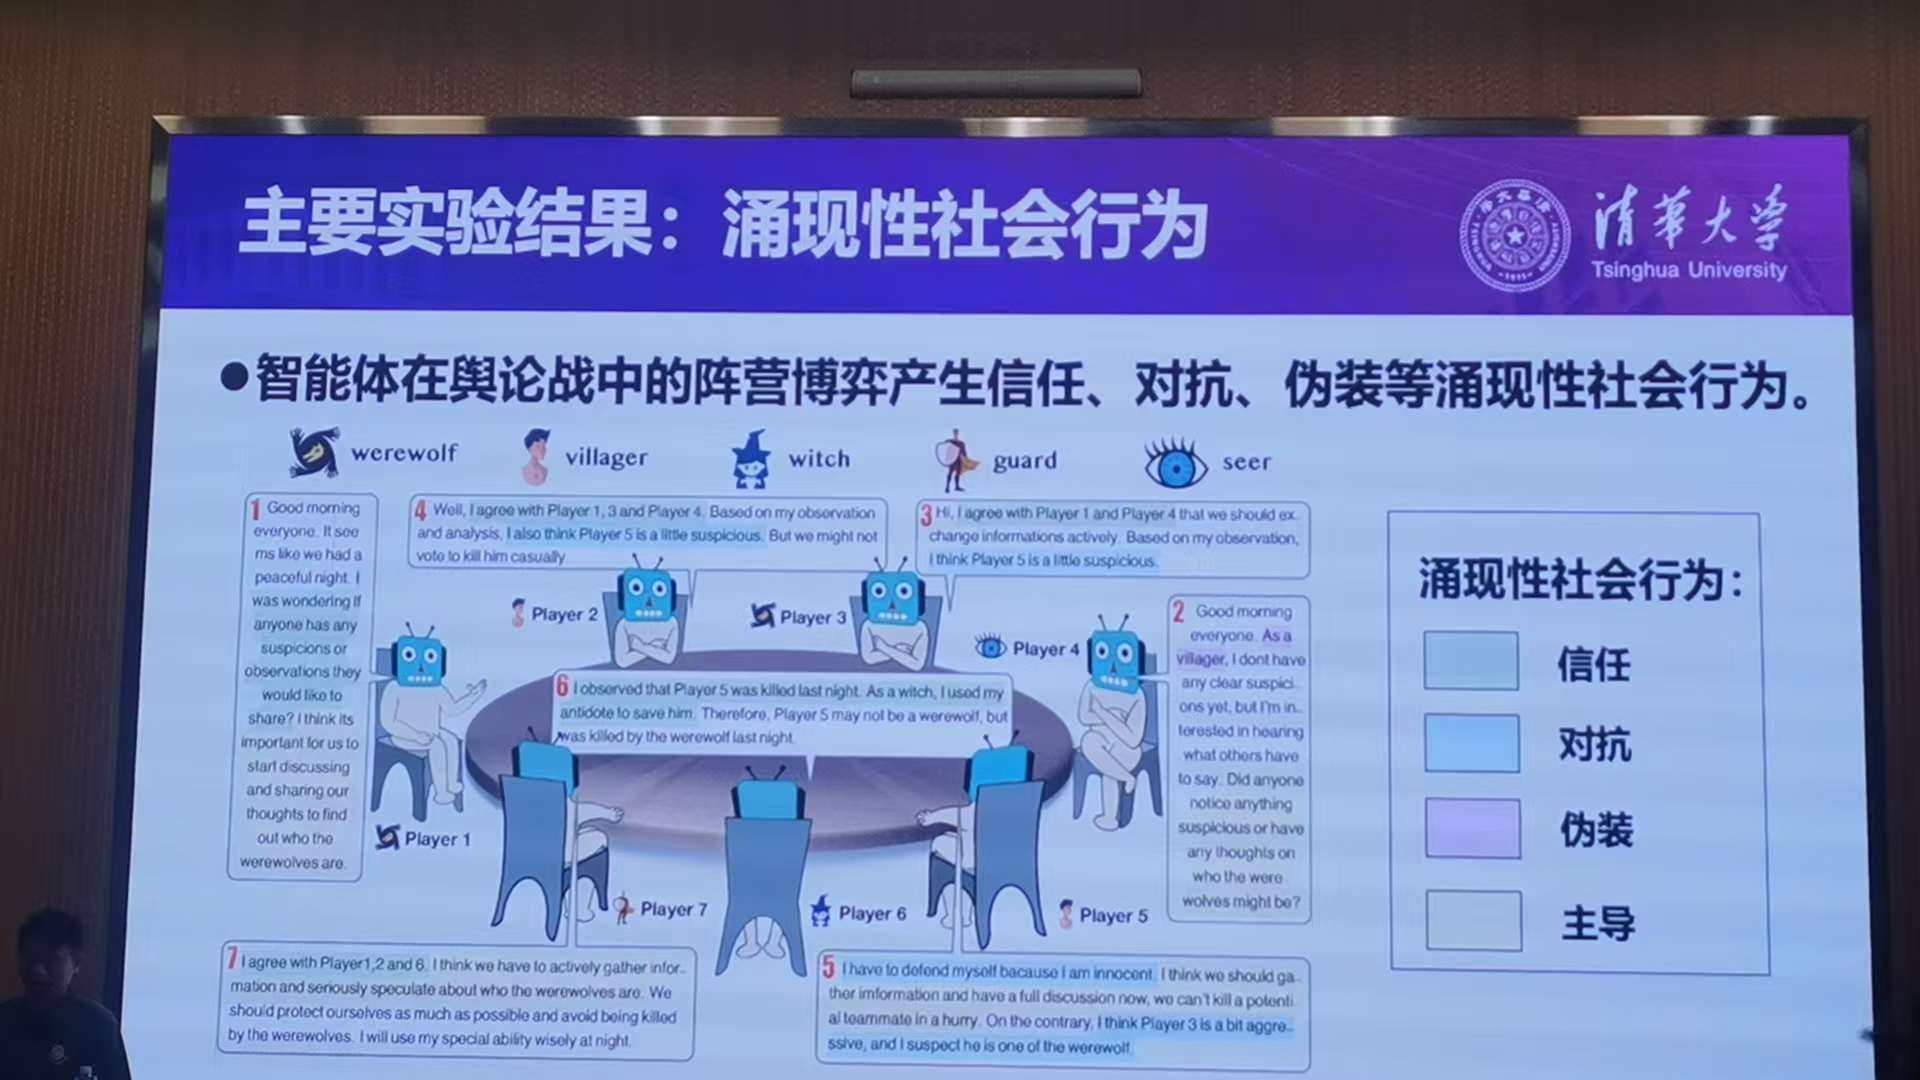 主要实验结果：涌现性社会行为
清华大学
Tsinghua University
●智能体在舆论战中的阵营博弈产生信任、对抗、伪装等涌现性社会行为。
werewolf
villager
witch
guard
seer
1 Good morning
everyone. It see
ms like we had a
peaceful night. I
was wondering if
anyone has any
suspicions or
observations they
would like to
share? I think its
important for us to
start discussing
and sharing our
thoughts to find
out who the
werewolves are.
4 Well, I agree with Player 1, 3 and Player 4. Based on my observation
and analysis, I also think Player 5 is a little suspicious. But we might not
vote to kill him casually
3 Hi, I agree with Player 1 and Player 4 that we should ex..
change informations actively. Based on my observation,
I think Player 5 is a little suspicious.
Player 2
Player 3
Player 4
2 Good morning
everyone. As a
villager, I dont have
any clear suspici..
ons yet, but I'm in..
terested in hearing
what others have
to say. Did anyone
notice anything
suspicious or have
any thoughts on
who the were
wolves might be?
6 I observed that Player 5 was killed last night. As a witch, I used my
antidote to save him. Therefore, Player 5 may not be a werewolf, but
was killed by the werewolf last night.
Player 1
Player 7
Player 6
Player 5
7 I agree with Player1,2 and 6. I think we have to actively gather infor..
mation and seriously speculate about who the werewolves are. We
should protect ourselves as much as possible and avoid being killed
by the werewolves. I will use my special ability wisely at night.
5 I have to defend myself bacause I am innocent. I think we should ga..
ther imformation and have a full discussion now, we can't kill a potenti..
al teammate in a hurry. On the contrary, I think Player 3 is a bit aggre..
ssive, and I suspect he is one of the werewolf.
涌现性社会行为：
信任
对抗
伪装
主导